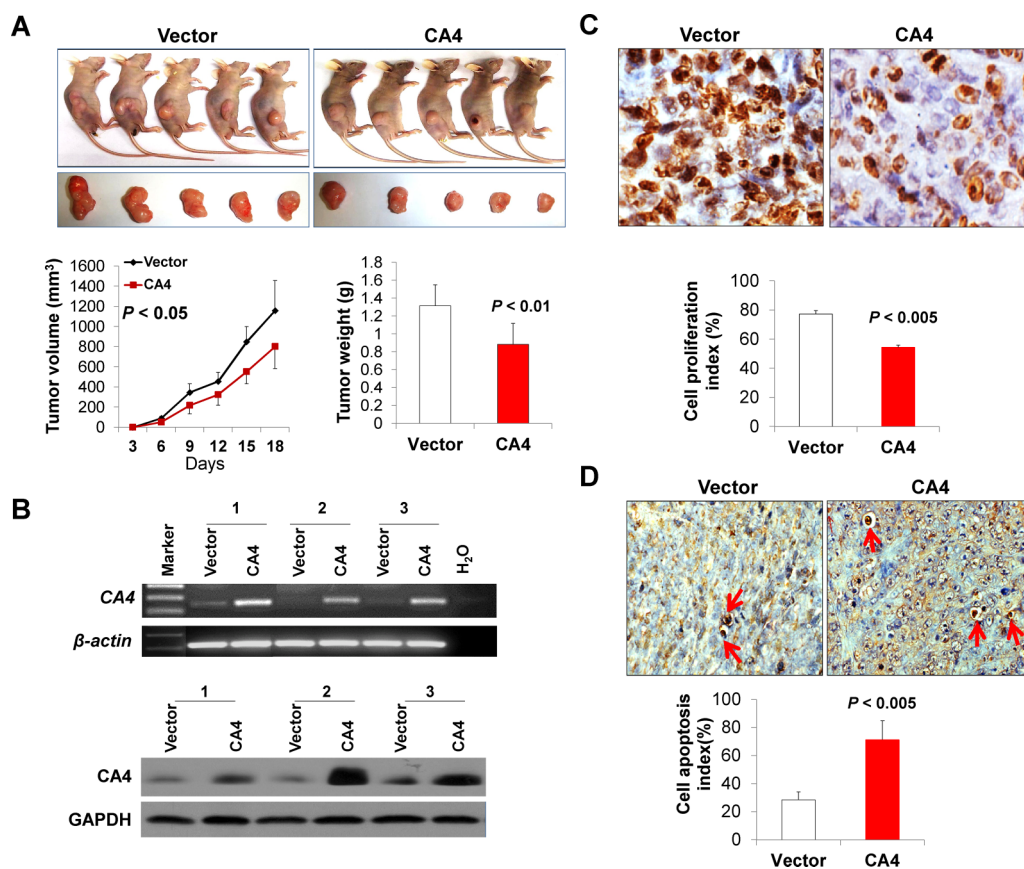 A
Vector
CA4
Tumor volume (mm³)
1600
1400
1200
1000
800
600
400
200
0
Vector
CA4
P < 0.05
3 6 9 12 15 18
Days
Tumor weight (g)
1.8
1.6
1.4
1.2
1
0.8
0.6
0.4
0.2
0
P < 0.01
Vector CA4
B
1 2 3
Marker Vector CA4 Vector CA4 Vector CA4 H₂O
CA4
β-actin
1 2 3
Vector CA4 Vector CA4 Vector CA4
CA4
GAPDH
C
Vector
CA4
Cell proliferation
index (%)
100
80
60
40
20
0
P < 0.005
Vector CA4
D
Vector
CA4
Cell apoptosis
index(%)
100
80
60
40
20
0
P < 0.005
Vector CA4